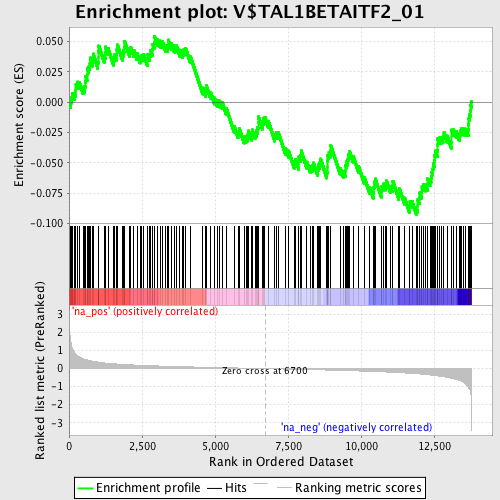 Enrichment plot: V$TAL1BETAITF2_01
Enrichment score (ES)
0.050
0.025
0.000
-0.025
-0.050
-0.075
-0.100
'na_pos' (positively correlated)
Ranked list metric (PreRanked)
3
2
1
0
-1
-2
-3
Zero cross at 6700
'na_neg' (negatively correlated)
0
2,500
5,000
7,500
10,000
12,500
Rank in Ordered Dataset
Enrichment profile
Hits
Ranking metric scores